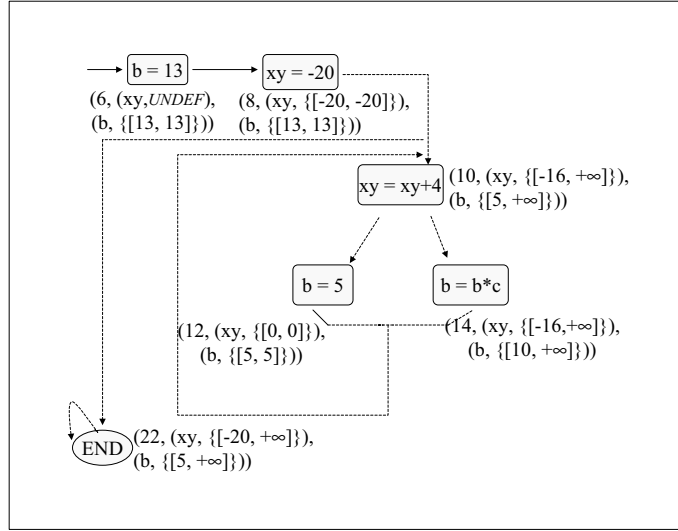 b = 13
xy = -20
(6, (xy,UNDEF),
(b, {[13, 13]}))
(8, (xy, {[-20, -20]}),
(b, {[13, 13]}))
xy = xy+4
(10, (xy, {[-16, +∞]}),
(b, {[5, +∞]}))
b = 5
b = b*c
(12, (xy, {[0, 0]}),
(b, {[5, 5]}))
(14, (xy, {[-16,+∞]}),
(b, {[10, +∞]}))
END
(22, (xy, {[-20, +∞]}),
(b, {[5, +∞]}))